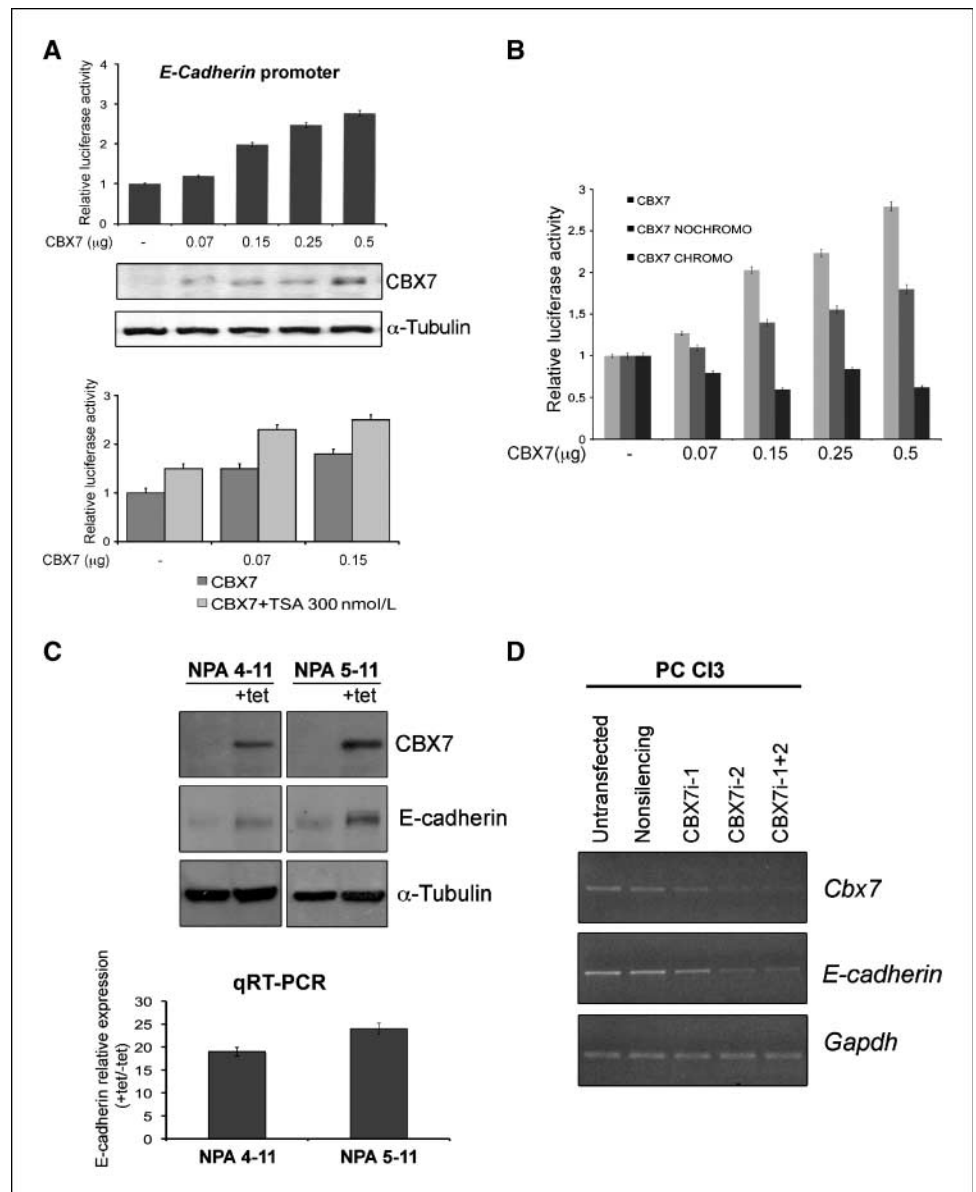 A
E-Cadherin promoter
Relative luciferase activity
4
3
2
1
0
CBX7 (μg) - 0.07 0.15 0.25 0.5
CBX7
α-Tubulin
Relative luciferase activity
3
2
1
0
CBX7 (μg) - 0.07 0.15
CBX7
CBX7+TSA 300 nmol/L
B
Relative luciferase activity
3
2.5
2
1.5
1
0.5
0
CBX7
CBX7 NOCHROMO
CBX7 CHROMO
CBX7(μg) - 0.07 0.15 0.25 0.5
C
NPA 4-11 NPA 5-11
+tet +tet
CBX7
E-cadherin
α-Tubulin
qRT-PCR
E-cadherin relative expression
(+tet/-tet)
30
25
20
15
10
5
0
NPA 4-11 NPA 5-11
D
PC Cl3
Untransfected
Nonsilencing
CBX7i-1
CBX7i-2
CBX7i-1+2
Cbx7
E-cadherin
Gapdh